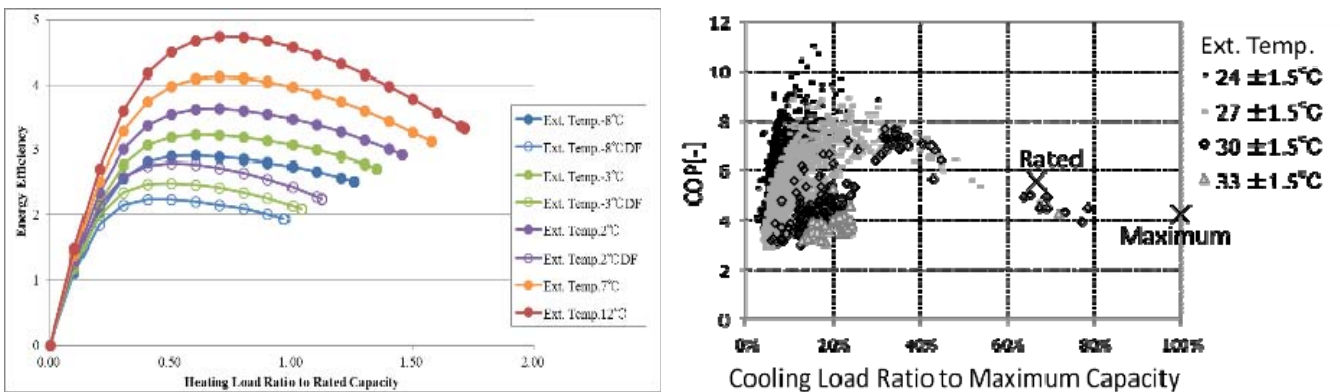 5
4
3
2
1
0
Energy Efficiency
0.00
0.50
1.00
1.50
2.00
Heating Load Ratio to Rated Capacity
Ext. Temp.-8℃
Ext. Temp.-8℃DF
Ext. Temp.-3℃
Ext. Temp.-3℃DF
Ext. Temp.2℃
Ext. Temp.2℃DF
Ext. Temp.7℃
Ext. Temp.12℃
12
10
8
6
4
2
0
COP[-]
Rated
Maximum
0%
20%
40%
60%
80%
100%
Cooling Load Ratio to Maximum Capacity
Ext. Temp.
24 ±1.5℃
27 ±1.5℃
30 ±1.5℃
33 ±1.5℃